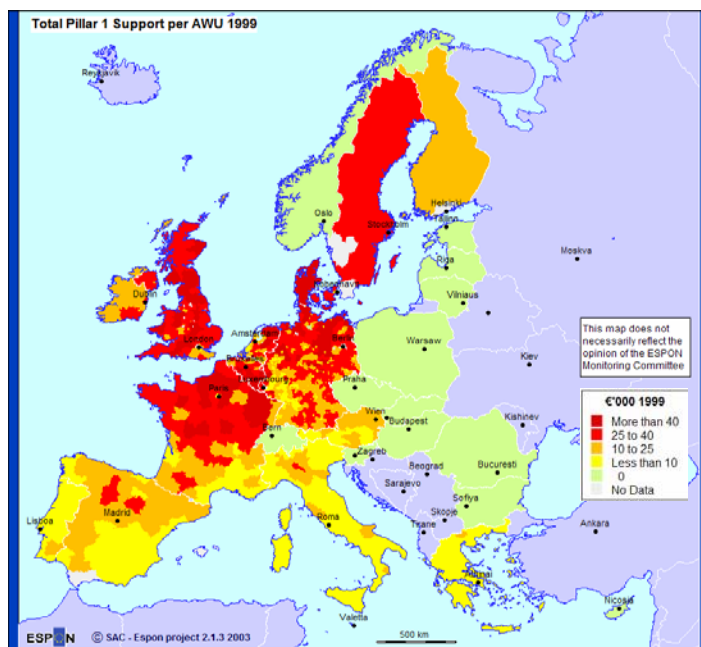 Total Pillar 1 Support per AWU 1999
Reykjavik
Oslo
Helsinki
Tallinn
Stockholm
Riga
Moskva
Vilniaus
Dublin
London
Amsterdam
Berlin
Warsaw
This map does not
necessarily reflect the
opinion of the ESPON
Monitoring Committee
Kiev
Luxembourg
Praha
Paris
€'000 1999
More than 40
25 to 40
10 to 25
Less than 10
0
No Data
Wien
Budapest
Kishinev
Bern
Zagreb
Beograd
Bucuresti
Sarajevo
Sofiya
Skopje
Madrid
Lisboa
Roma
Tirane
Ankara
Nicosia
Valetta
500 km
ESPON © SAC - Espon project 2.1.3 2003